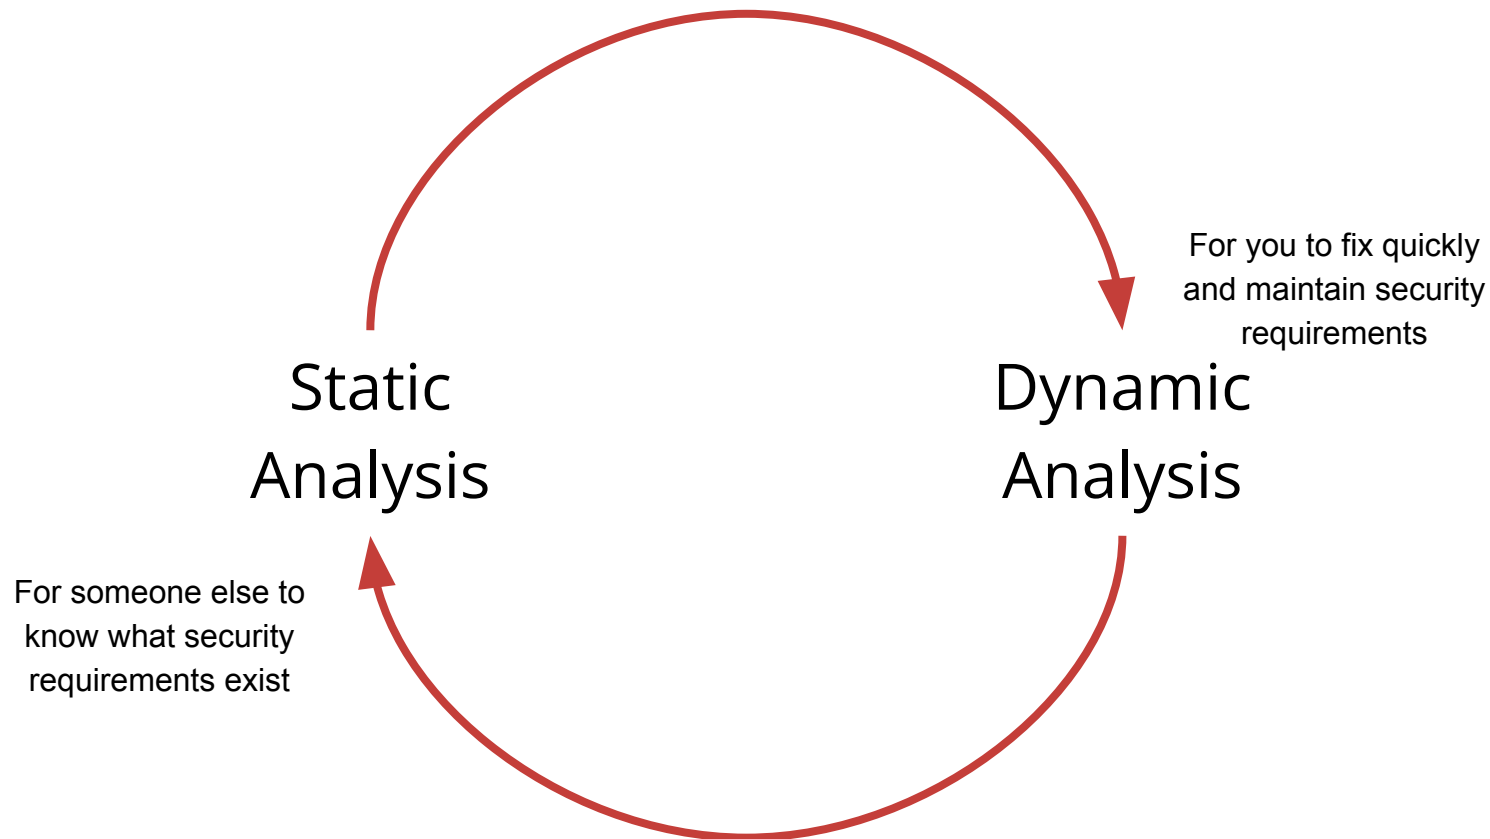 For you to fix quickly
and maintain security
requirements
Static
Analysis
Dynamic
Analysis
For someone else to
know what security
requirements exist